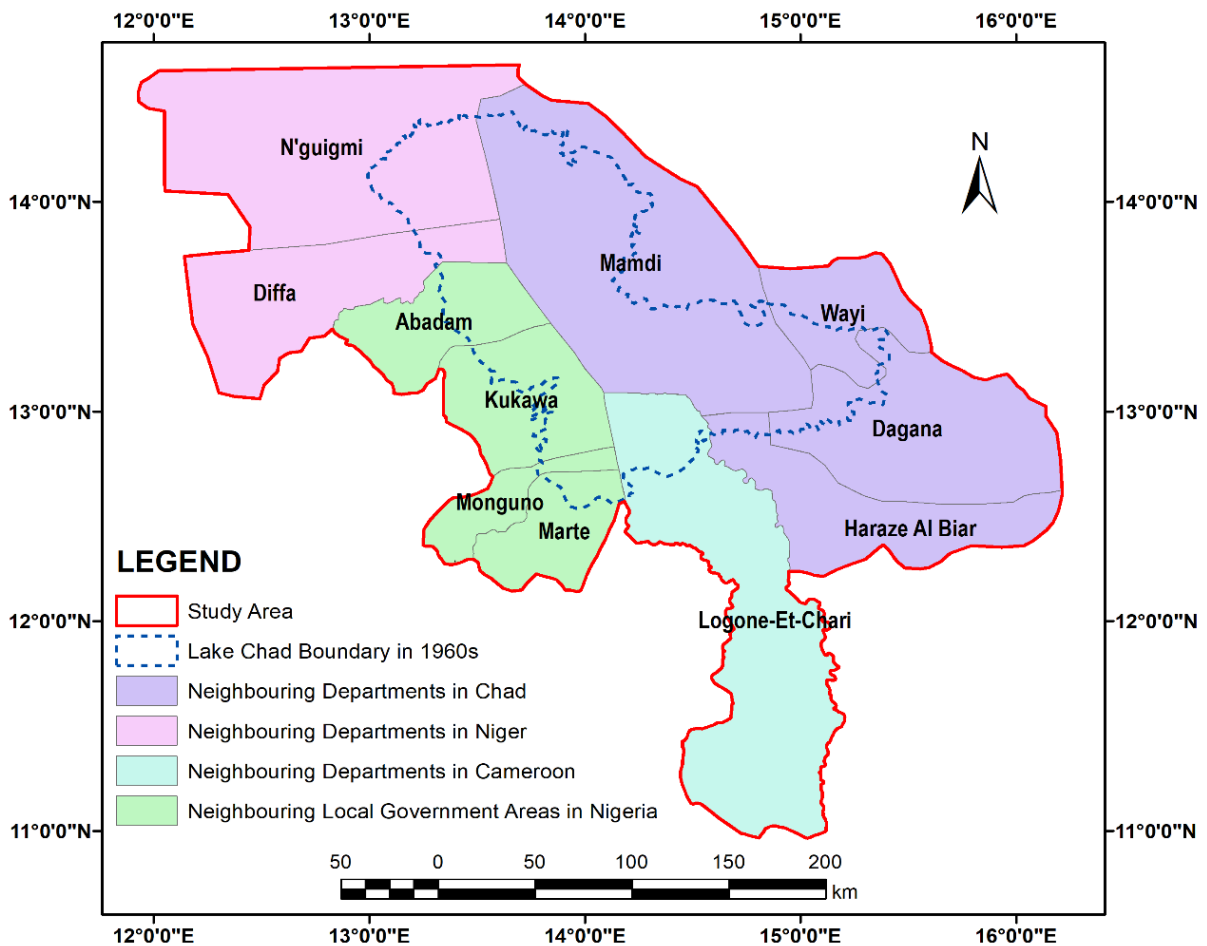 12°0'0"E 13°0'0"E 14°0'0"E 15°0'0"E 16°0'0"E
N
N'guigmi
14°0'0"N 14°0'0"N
Mamdi
Diffa
Wayi
Abadam
Kukawa
13°0'0"N 13°0'0"N
Dagana
Monguno
Marte
Haraze Al Biar
LEGEND
Study Area
12°0'0"N 12°0'0"N
Logone-Et-Chari
Lake Chad Boundary in 1960s
Neighbouring Departments in Chad
Neighbouring Departments in Niger
Neighbouring Departments in Cameroon
Neighbouring Local Government Areas in Nigeria
11°0'0"N 11°0'0"N
50 0 50 100 150 200
km
12°0'0"E 13°0'0"E 14°0'0"E 15°0'0"E 16°0'0"E